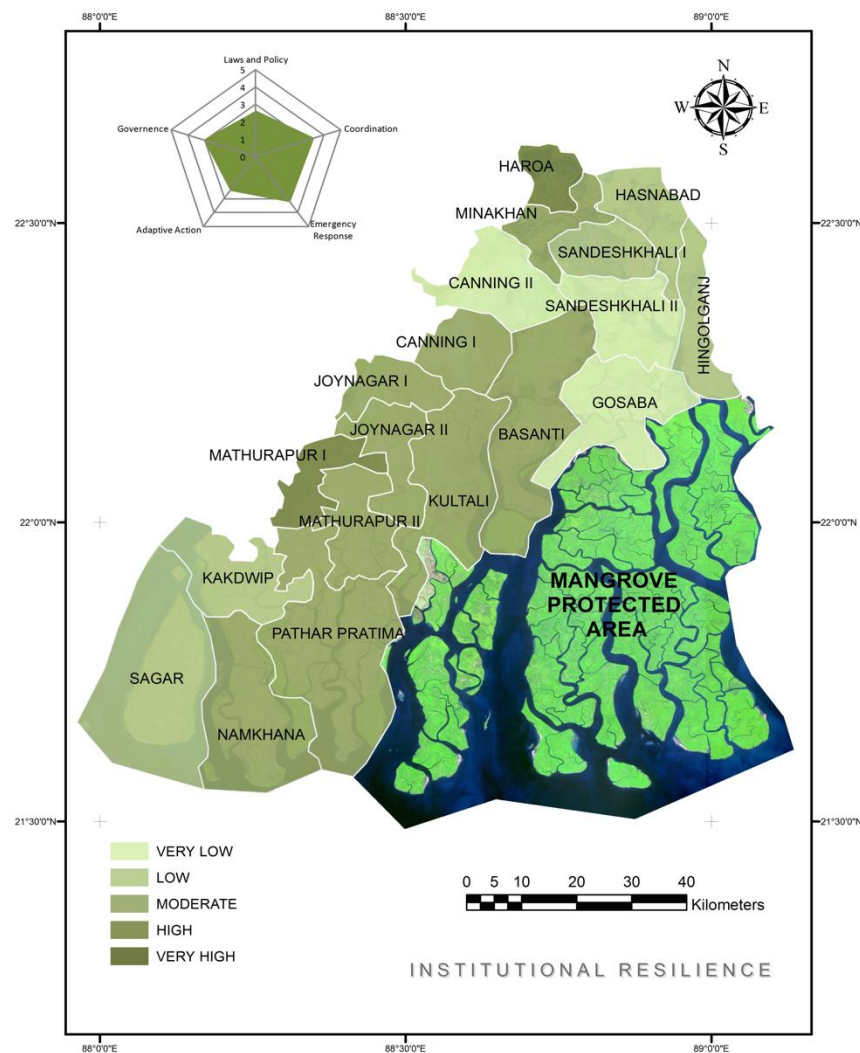 88°0'0"E
88°30'0"E
89°0'0"E
Laws and Policy
5
4
3
2
1
0
Governence
Coordination
Adaptive Action
Emergency
Response
N
W
E
S
22°30'0"N
22°30'0"N
HAROA
HASNABAD
MINAKHAN
SANDESHKHALI I
CANNING II
SANDESHKHALI II
HINGOLGANJ
CANNING I
JOYNAGAR I
GOSABA
JOYNAGAR II
BASANTI
MATHURAPUR I
KULTALI
MATHURAPUR II
22°0'0"N
22°0'0"N
KAKDWIP
MANGROVE
PROTECTED
AREA
PATHAR PRATIMA
SAGAR
NAMKHANA
21°30'0"N
21°30'0"N
VERY LOW
LOW
MODERATE
HIGH
VERY HIGH
0 5 10 20 30 40
Kilometers
INSTITUTIONAL RESILIENCE
88°0'0"E
88°30'0"E
89°0'0"E